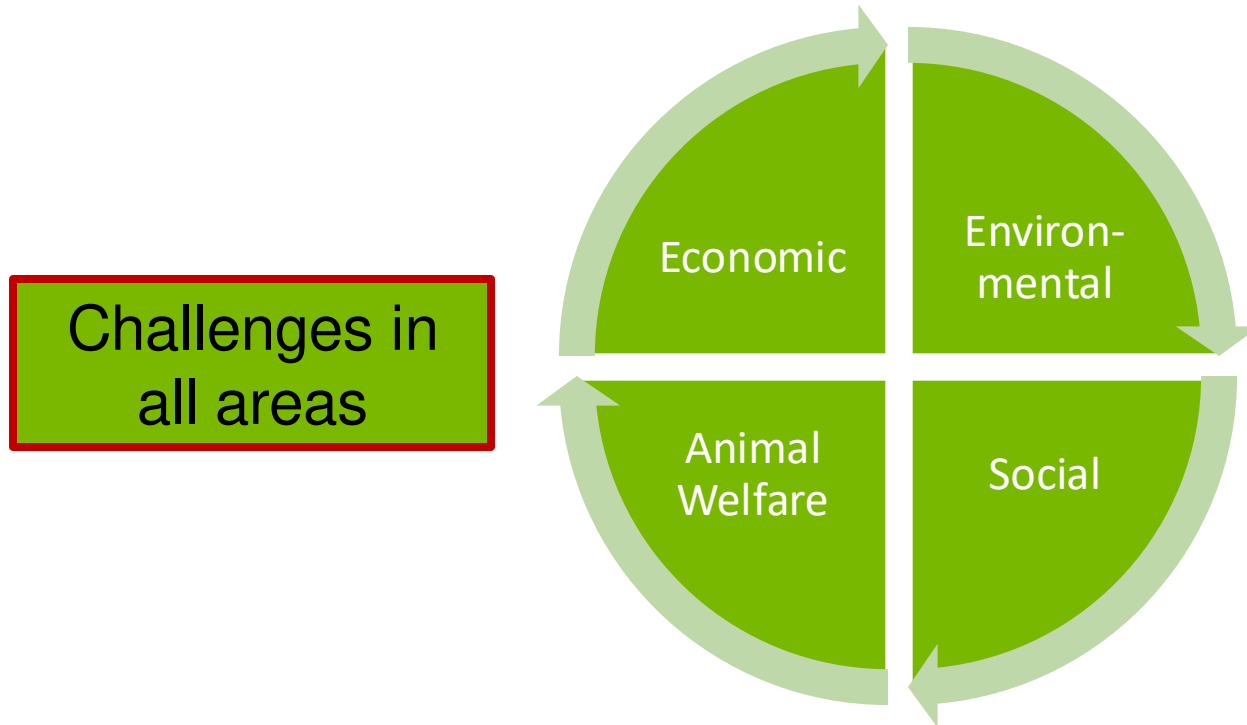 Challenges in
all areas
Economic
Environ-
mental
Animal
Welfare
Social